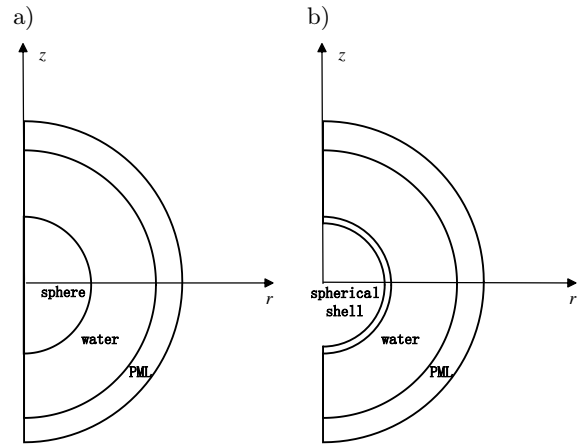 a)
z
sphere
r
water
PML
b)
z
spherical
shell
r
water
PML